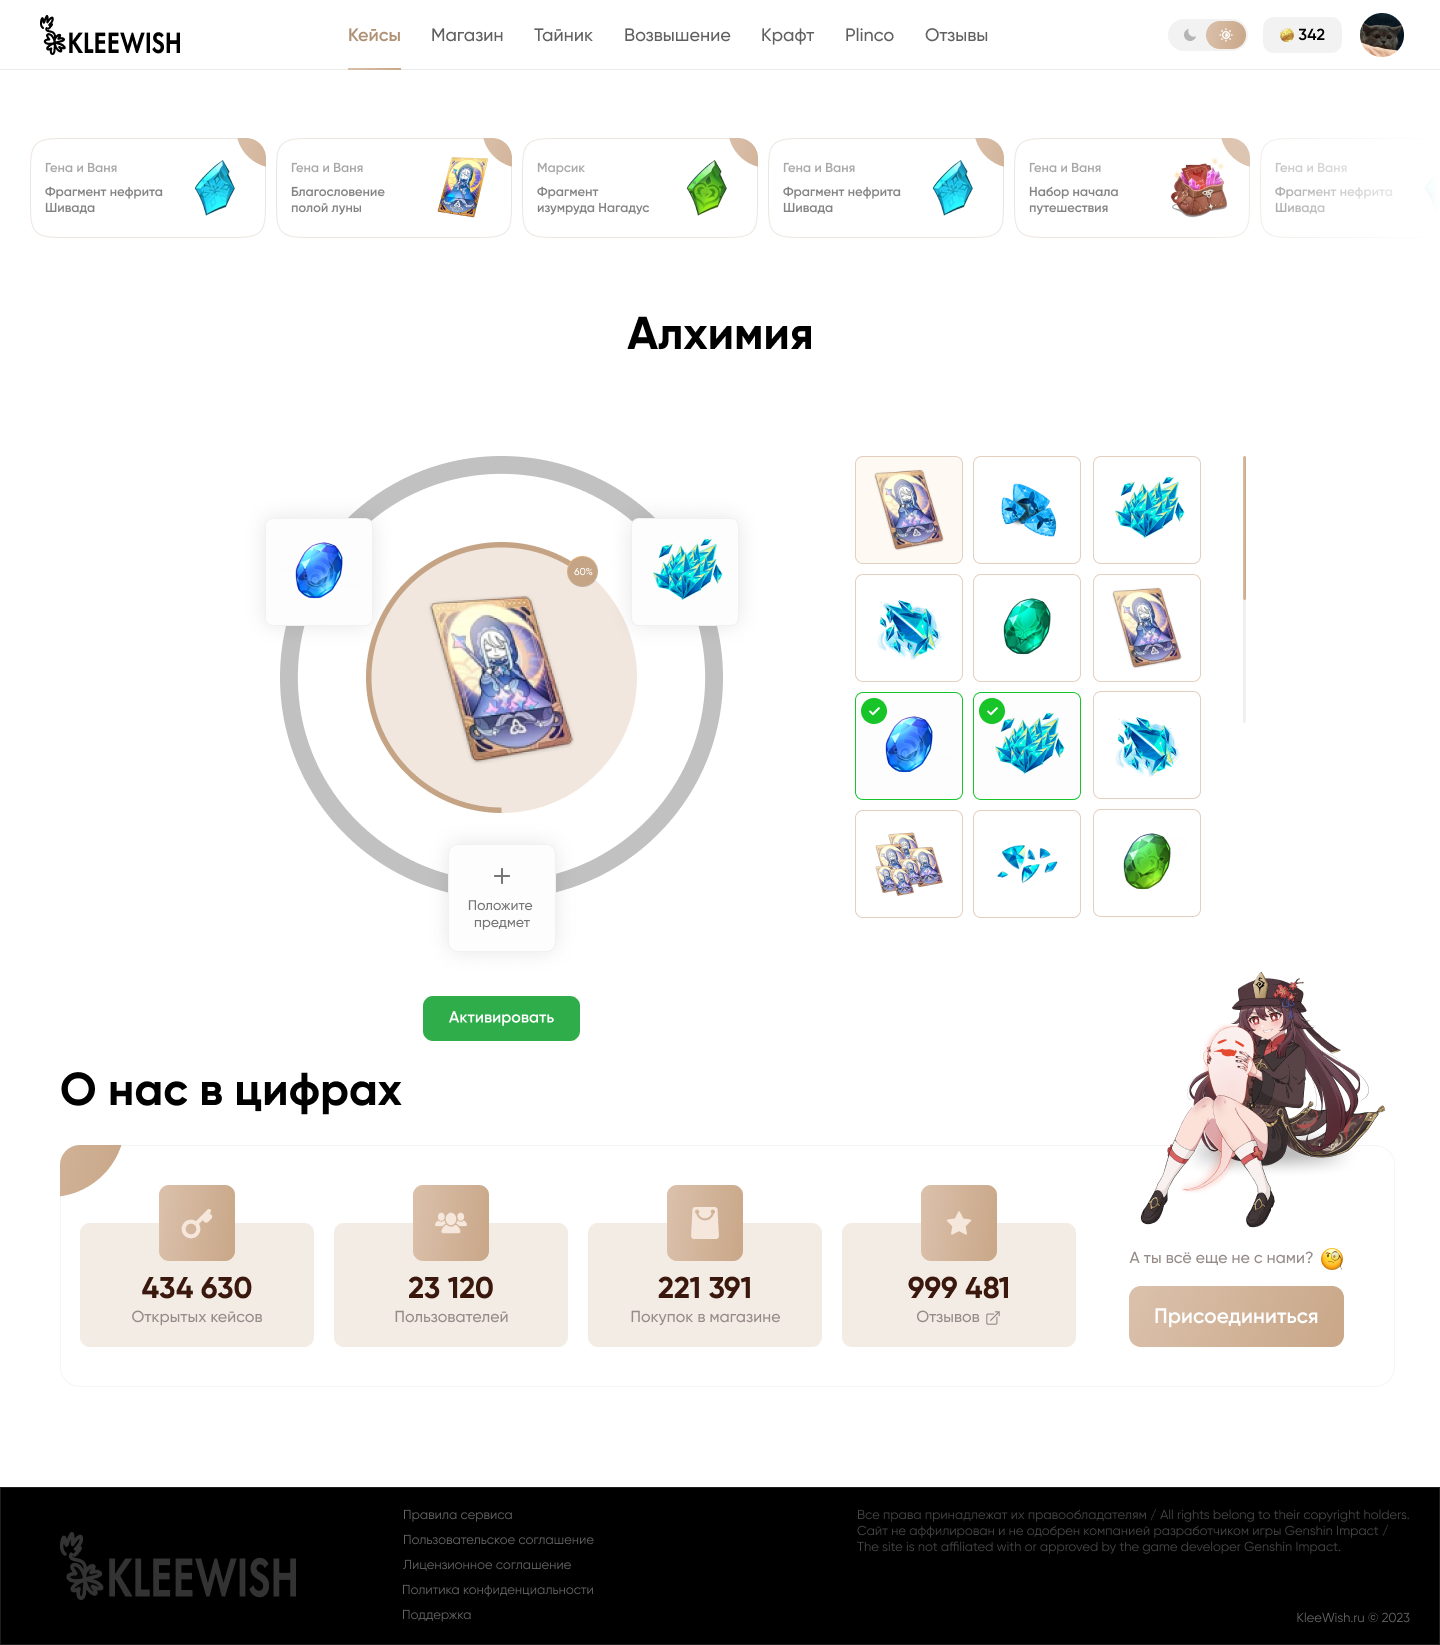 KLEEWISH
Кейсы
Магазин
Тайник
Возвышение
Крафт
Plinco
Отзывы
342
Гена и Ваня
Фрагмент нефрита
Шивада
Гена и Ваня
Благословение
полой луны
Марсик
Фрагмент
изумруда Нагадус
Гена и Ваня
Фрагмент нефрита
Шивада
Гена и Ваня
Набор начала
путешествия
Гена и Ваня
Фрагмент нефрита
Шивада
Алхимия
60%
Положите
предмет
Активировать
О нас в цифрах
434 630
Открытых кейсов
23 120
Пользователей
221 391
Покупок в магазине
999 481
Отзывов
А ты всё еще не с нами?
Присоединиться
KLEEWISH
Правила сервиса
Пользовательское соглашение
Лицензионное соглашение
Политика конфиденциальности
Поддержка
Все права принадлежат их правообладателям / All rights belong to their copyright holders.
Сайт не аффилирован и не одобрен компанией разработчиком игры Genshin Impact /
The site is not affiliated with or approved by the game developer Genshin Impact.
KleeWish.ru © 2023